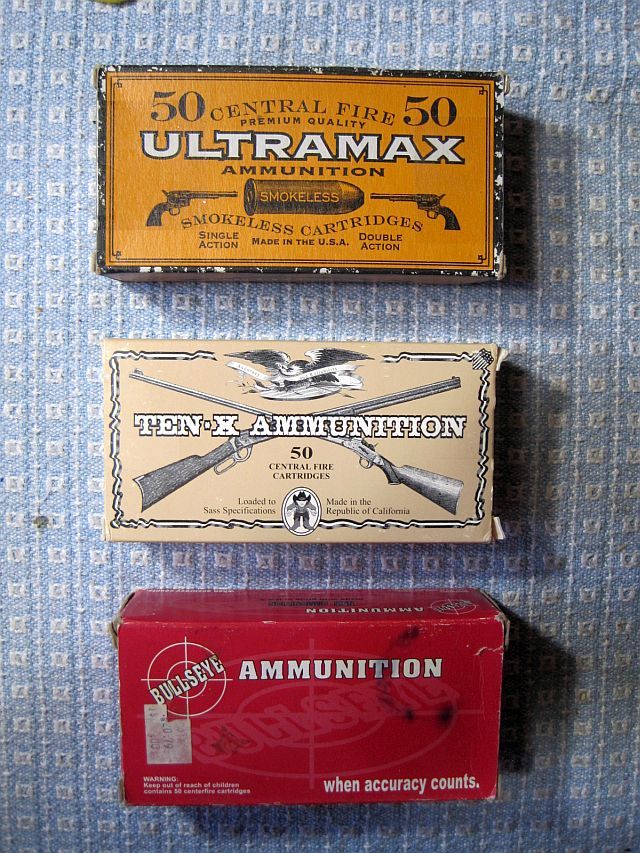 50 CENTRAL FIRE 50
PREMIUM QUALITY
ULTRAMAX
AMMUNITION
SMOKELESS
SMOKELESS CARTRIDGES
SINGLE ACTION
MADE IN THE U.S.A.
DOUBLE ACTION
TEN-X AMMUNITION
50
CENTRAL FIRE
CARTRIDGES
Loaded to
Sass Specifications
Made in the
Republic of California
AMMUNITION
BULLSEYE
AMMUNITION
BULLSEYE
WARNING:
Keep out of reach of children
contains 50 centerfire cartridges
when accuracy counts.